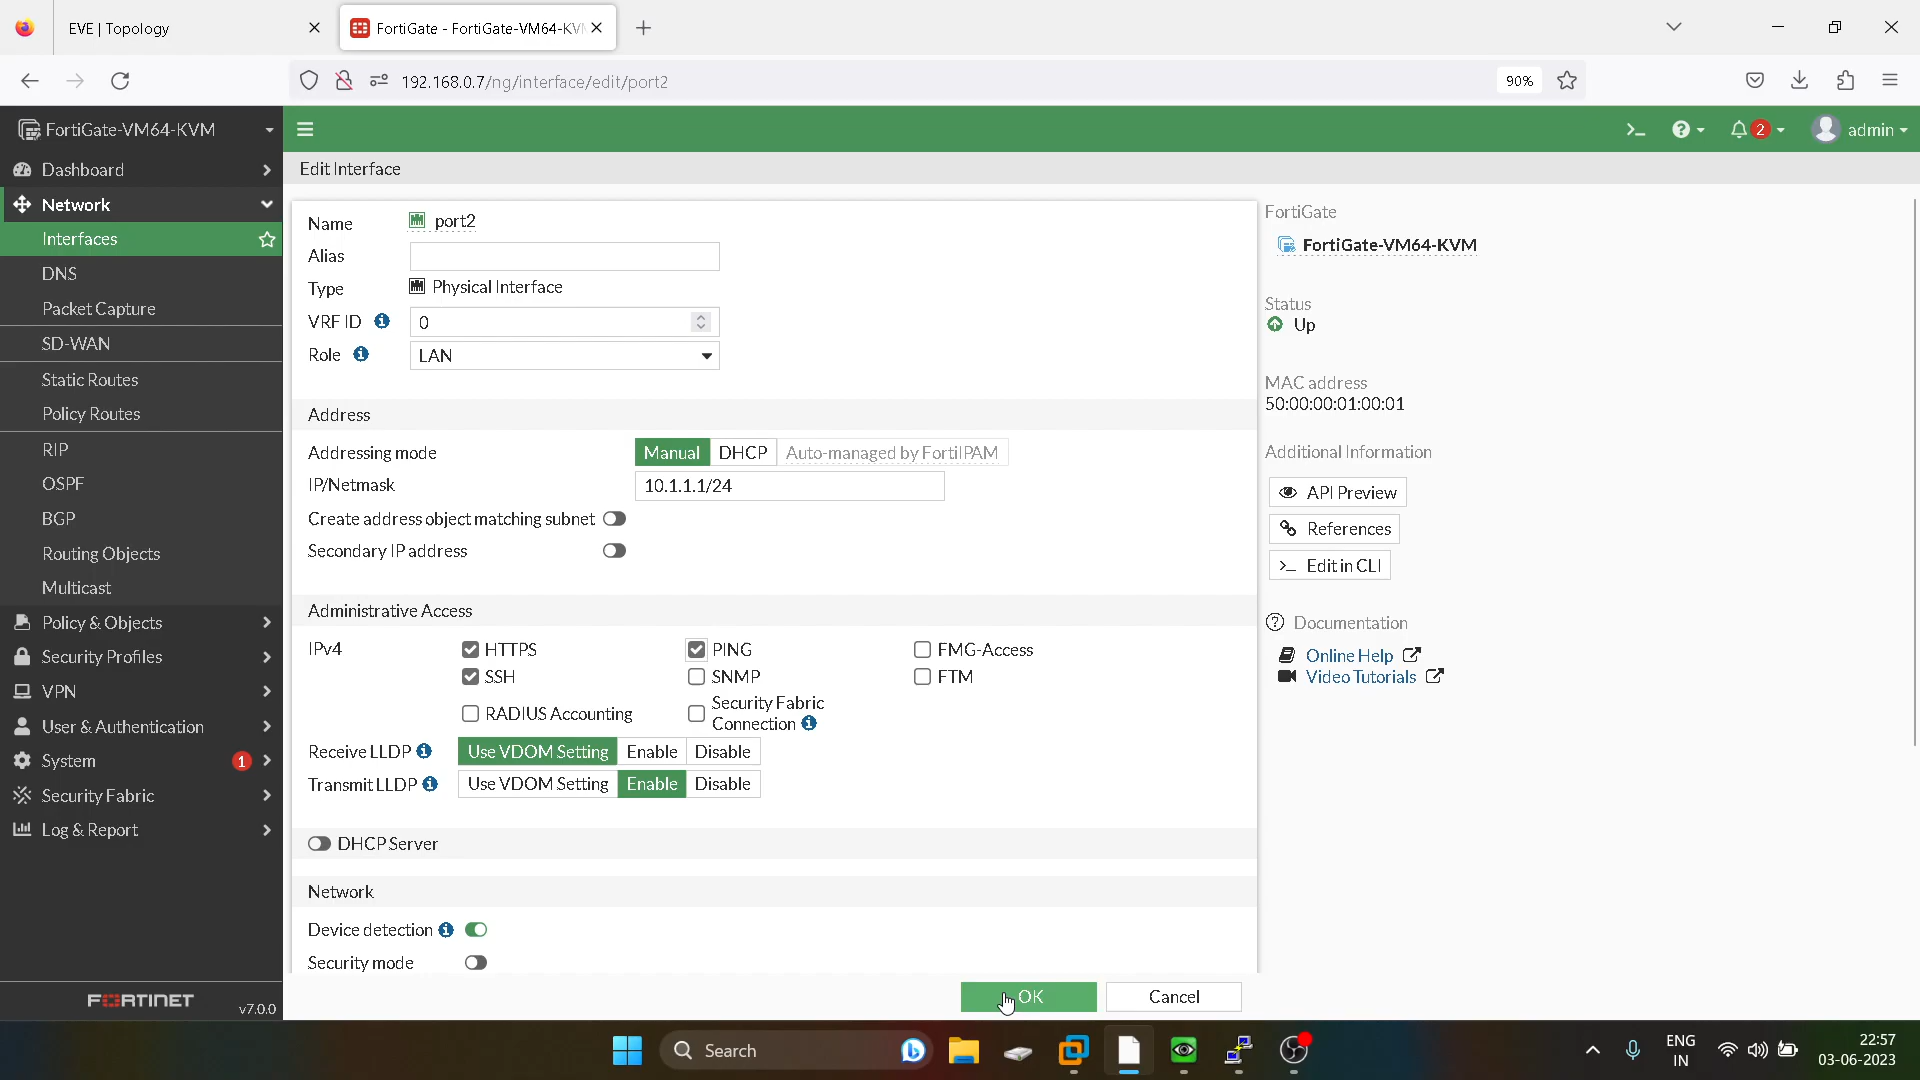 EVE | Topology
FortiGate - FortiGate-VM64-KVM
192.168.0.7/ng/interface/edit/port2
90%
FortiGate-VM64-KVM
2
admin
Dashboard
Network
Interfaces
DNS
Packet Capture
SD-WAN
Static Routes
Policy Routes
RIP
OSPF
BGP
Routing Objects
Multicast
Policy & Objects
Security Profiles
VPN
User & Authentication
System
1
Security Fabric
Log & Report
FORTINET
v7.0.0
Edit Interface
Name
port2
Alias
Type
Physical Interface
VRF ID
0
Role
LAN
Address
Addressing mode
Manual
DHCP
Auto-managed by FortiIPAM
IP/Netmask
10.1.1.1/24
Create address object matching subnet
Secondary IP address
Administrative Access
IPv4
HTTPS
PING
FMG-Access
SSH
SNMP
FTM
RADIUS Accounting
Security Fabric
Connection
Receive LLDP
Use VDOM Setting
Enable
Disable
Transmit LLDP
Use VDOM Setting
Enable
Disable
DHCP Server
Network
Device detection
Security mode
OK
Cancel
FortiGate
FortiGate-VM64-KVM
Status
Up
MAC address
50:00:00:01:00:01
Additional Information
API Preview
References
>_ Edit in CLI
Documentation
Online Help
Video Tutorials
Search
ENG
IN
22:57
03-06-2023